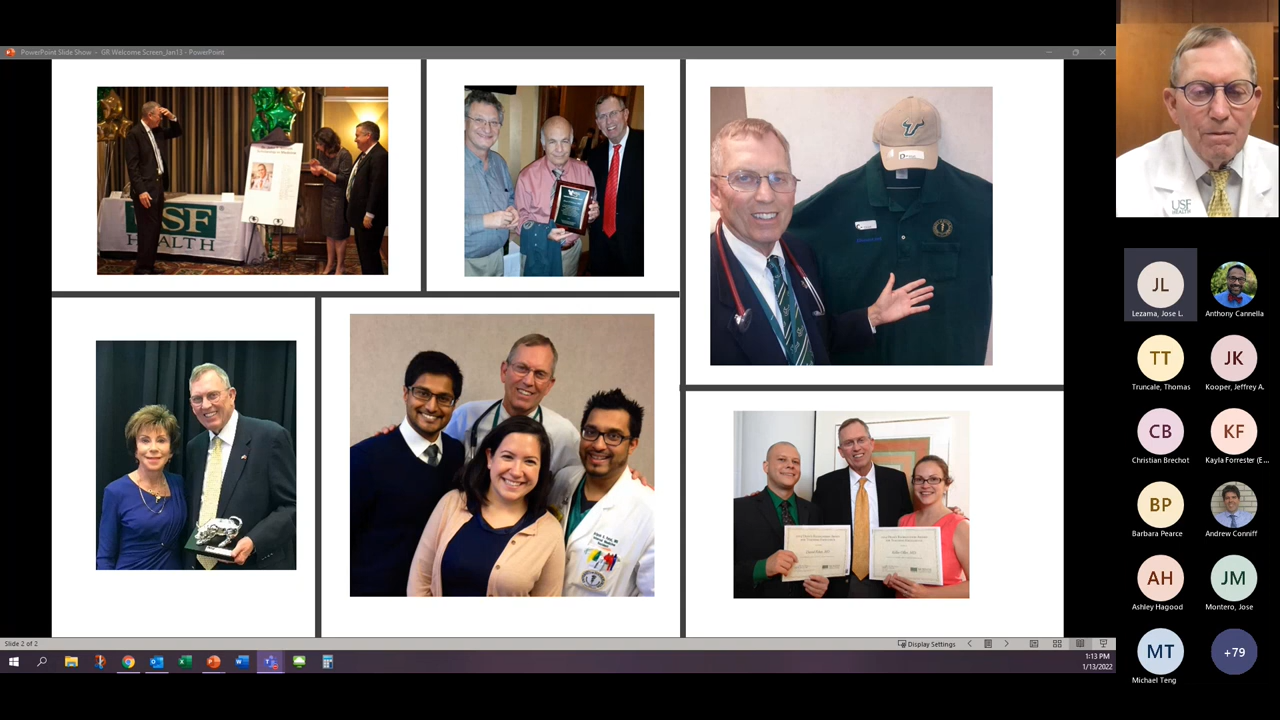 PowerPoint Slide Show - GR Welcome Screen_Jan13 - PowerPoint
USF
HEALTH
USF
HEALTH
JL
Lezama, Jose L.
Anthony Cannella
TT
Truncale, Thomas
JK
Kooper, Jeffrey A.
CB
Christian Brechot
KF
Kayla Forrester (E...
BP
Barbara Pearce
Andrew Conniff
AH
Ashley Hagood
JM
Montero, Jose
MT
Michael Teng
+79
Slide 2 of 2
Display Settings
1:13 PM
1/13/2022